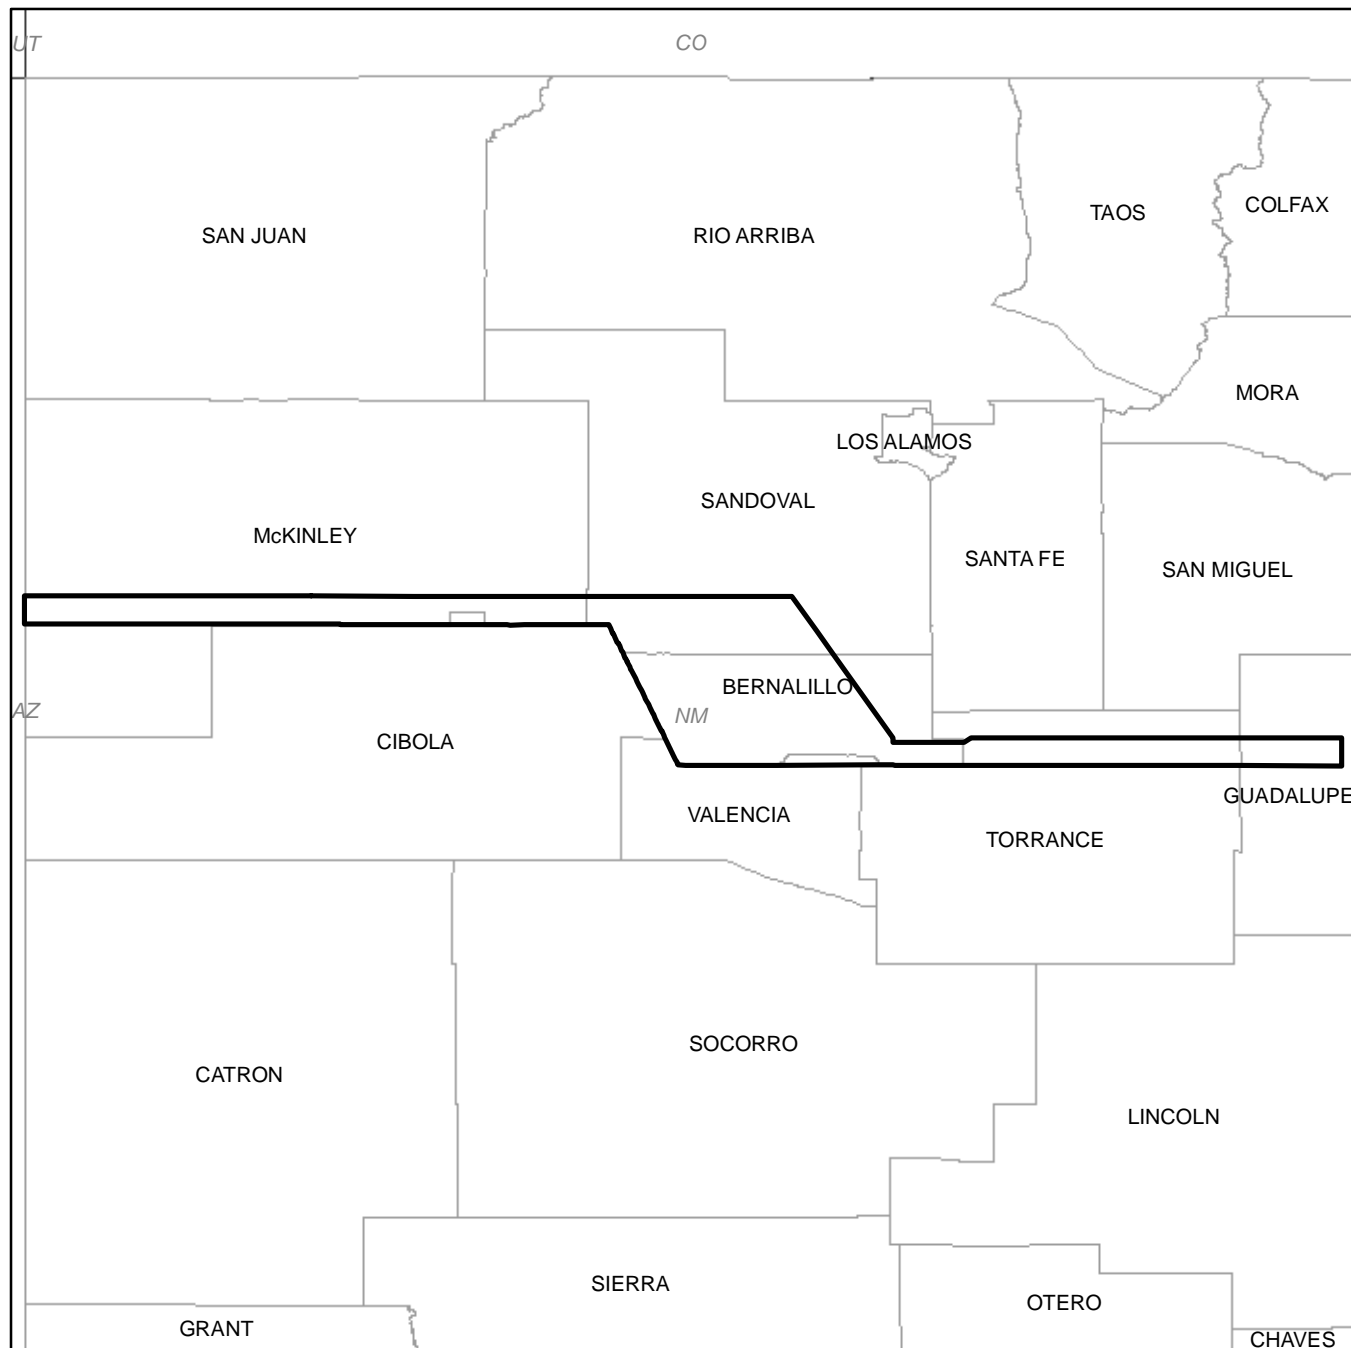 UT
CO
SAN JUAN
RIO ARRIBA
TAOS
COLFAX
MORA
LOS ALAMOS
SANDOVAL
McKINLEY
SANTA FE
SAN MIGUEL
BERNALILLO
AZ
NM
CIBOLA
GUADALUPE
VALENCIA
TORRANCE
SOCORRO
CATRON
LINCOLN
SIERRA
OTERO
GRANT
CHAVES